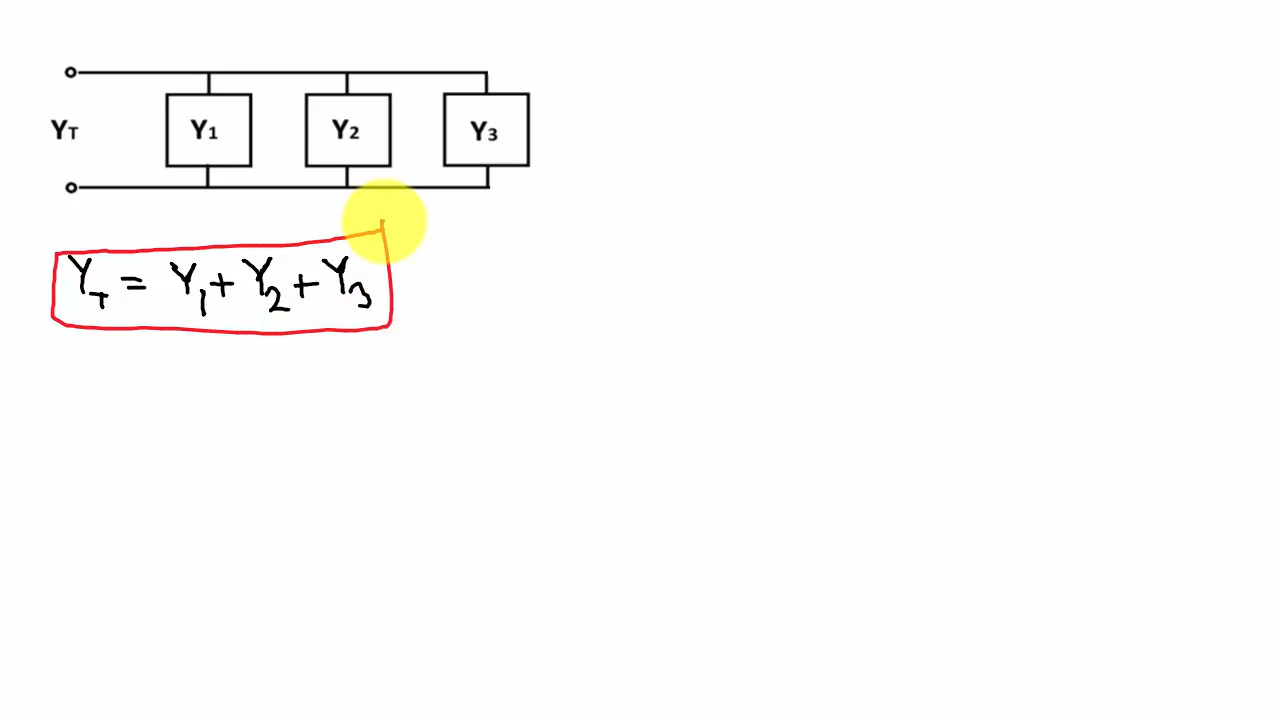 YT Y1 Y2 Y3
YT = Y1 + Y2 + Y3